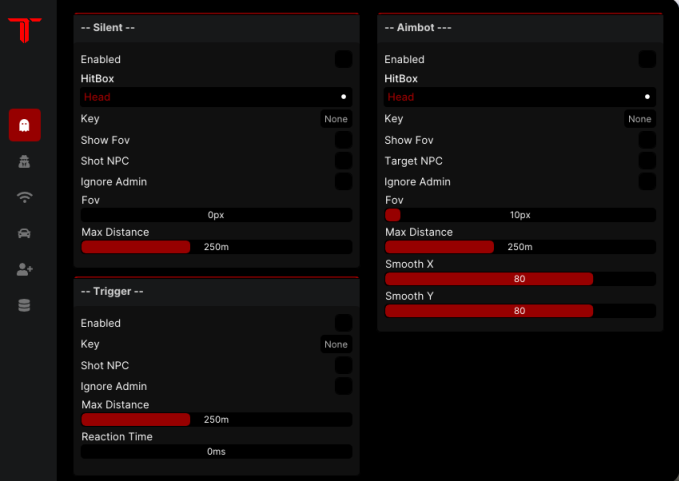 -- Silent --
Enabled
HitBox
Head
Key None
Show Fov
Shot NPC
Ignore Admin
Fov
0px
Max Distance
250m
-- Trigger --
Enabled
Key None
Shot NPC
Ignore Admin
Max Distance
250m
Reaction Time
0ms
-- Aimbot ---
Enabled
HitBox
Head
Key None
Show Fov
Target NPC
Ignore Admin
Fov
10px
Max Distance
250m
Smooth X
80
Smooth Y
80